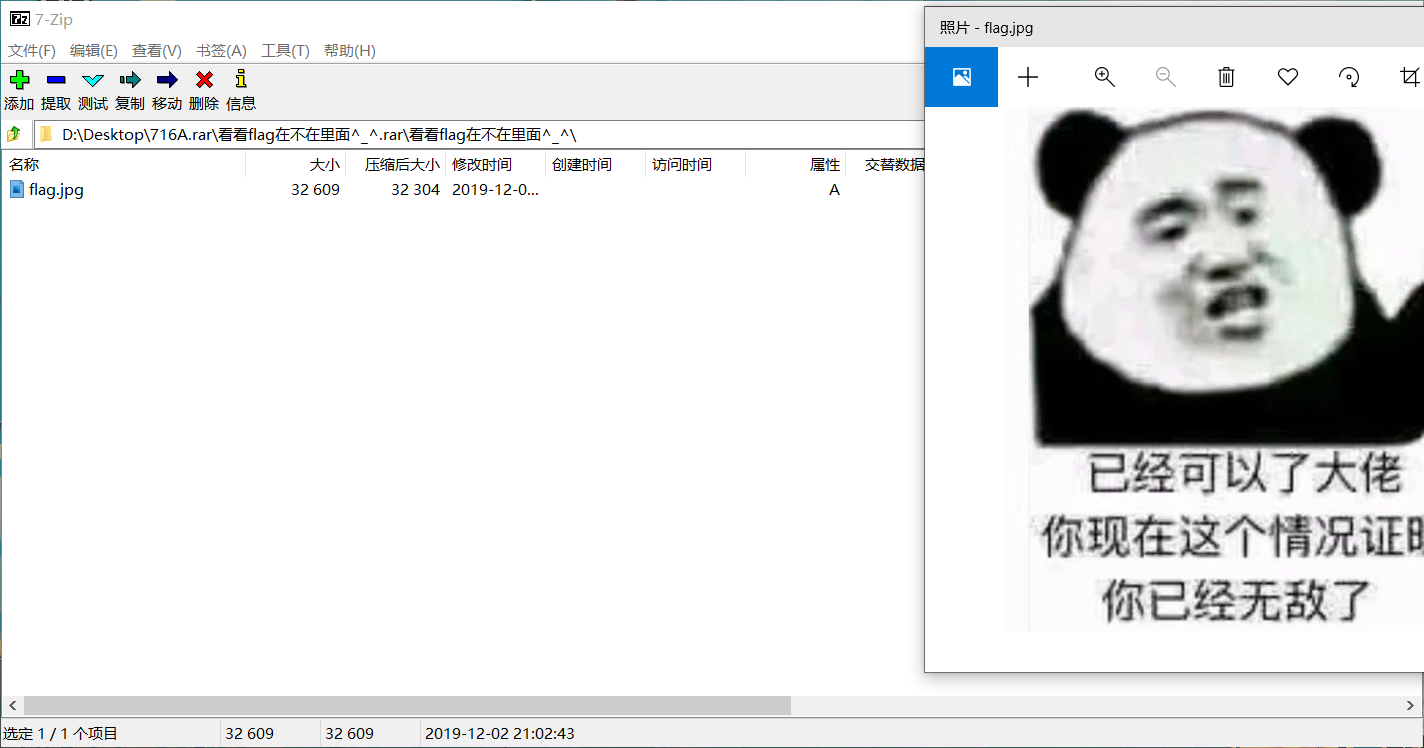 7-Zip
文件(F) 编辑(E) 查看(V) 书签(A) 工具(T) 帮助(H)
添加 提取 测试 复制 移动 删除 信息
D:\Desktop\716A.rar\看看flag在不在里面^_^.rar\看看flag在不在里面^_^\
名称 大小 压缩后大小 修改时间 创建时间 访问时间 属性 交替数据
flag.jpg 32 609 32 304 2019-12-0... A
选定 1 / 1 个项目 32 609 32 609 2019-12-02 21:02:43
照片 - flag.jpg
已经可以了大佬
你现在这个情况证
你已经无敌了